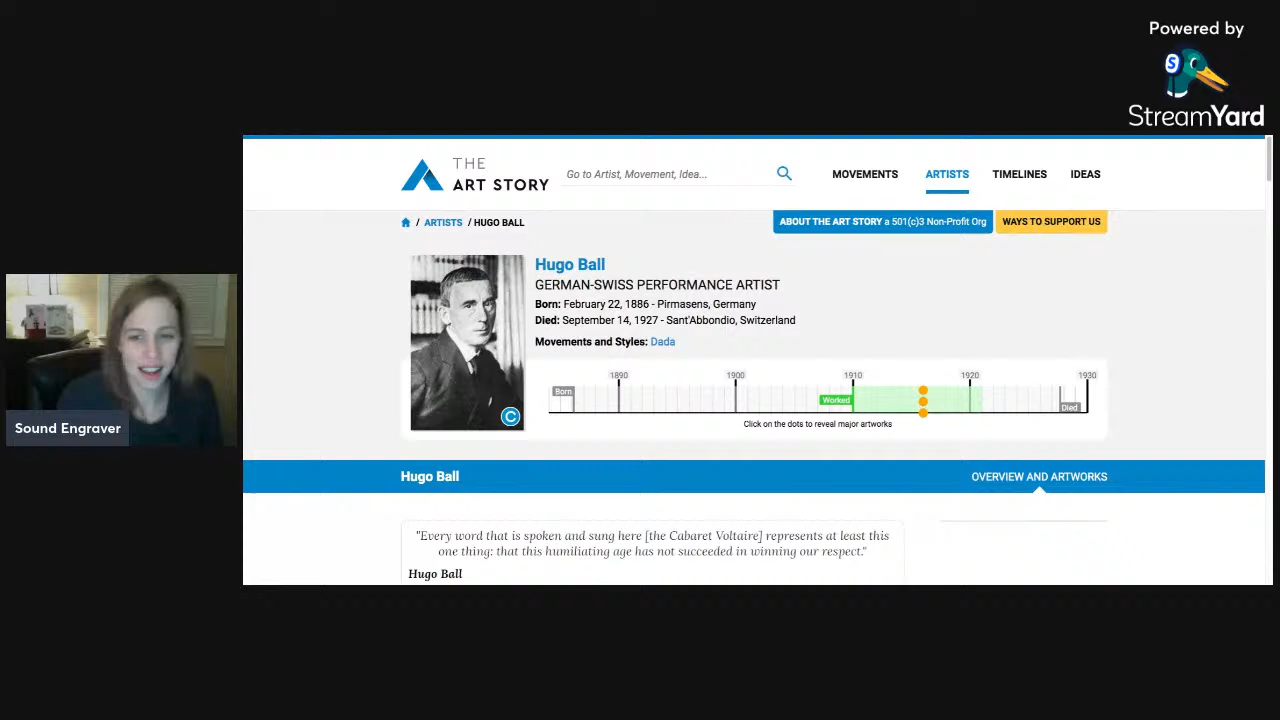 Powered by
StreamYard
THE
ART STORY
Go to Artist, Movement, Idea...
MOVEMENTS
ARTISTS
TIMELINES
IDEAS
/ ARTISTS / HUGO BALL
ABOUT THE ART STORY a 501(c)3 Non-Profit Org
WAYS TO SUPPORT US
Hugo Ball
GERMAN-SWISS PERFORMANCE ARTIST
Born: February 22, 1886 - Pirmasens, Germany
Died: September 14, 1927 - Sant'Abbondio, Switzerland
Movements and Styles: Dada
1890
1900
1910
1920
1930
Born
Worked
Died
Click on the dots to reveal major artworks
C
Sound Engraver
Hugo Ball
OVERVIEW AND ARTWORKS
"Every word that is spoken and sung here [the Cabaret Voltaire] represents at least this
one thing: that this humiliating age has not succeeded in winning our respect."
Hugo Ball